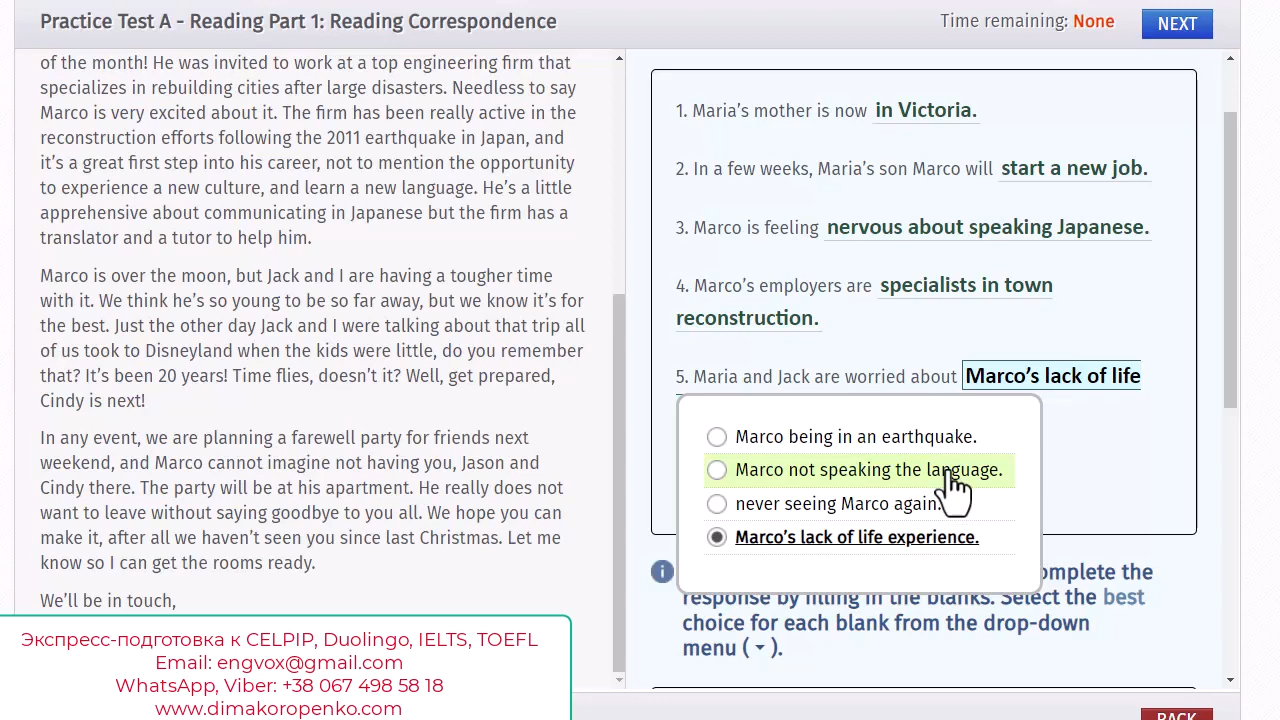 Practice Test A - Reading Part 1: Reading Correspondence
Time remaining: None
NEXT
of the month! He was invited to work at a top engineering firm that
specializes in rebuilding cities after large disasters. Needless to say
Marco is very excited about it. The firm has been really active in the
reconstruction efforts following the 2011 earthquake in Japan, and
it's a great first step into his career, not to mention the opportunity
to experience a new culture, and learn a new language. He's a little
apprehensive about communicating in Japanese but the firm has a
translator and a tutor to help him.
Marco is over the moon, but Jack and I are having a tougher time
with it. We think he's so young to be so far away, but we know it's for
the best. Just the other day Jack and I were talking about that trip all
of us took to Disneyland when the kids were little, do you remember
that? It's been 20 years! Time flies, doesn't it? Well, get prepared,
Cindy is next!
In any event, we are planning a farewell party for friends next
weekend, and Marco cannot imagine not having you, Jason and
Cindy there. The party will be at his apartment. He really does not
want to leave without saying goodbye to you all. We hope you can
make it, after all we haven't seen you since last Christmas. Let me
know so I can get the rooms ready.
We'll be in touch,
1. Maria's mother is now in Victoria.
2. In a few weeks, Maria's son Marco will start a new job.
3. Marco is feeling nervous about speaking Japanese.
4. Marco's employers are specialists in town
reconstruction.
5. Maria and Jack are worried about Marco's lack of life
Marco being in an earthquake.
Marco not speaking the language.
never seeing Marco again.
Marco's lack of life experience.
omplete the
response by filling in the blanks. Select the best
choice for each blank from the drop-down
menu ( ).
BACK
Экспресс-подготовка к CELPIP, Duolingo, IELTS, TOEFL
Email: engvox@gmail.com
WhatsApp, Viber: +38 067 498 58 18
www.dimakoropenko.com